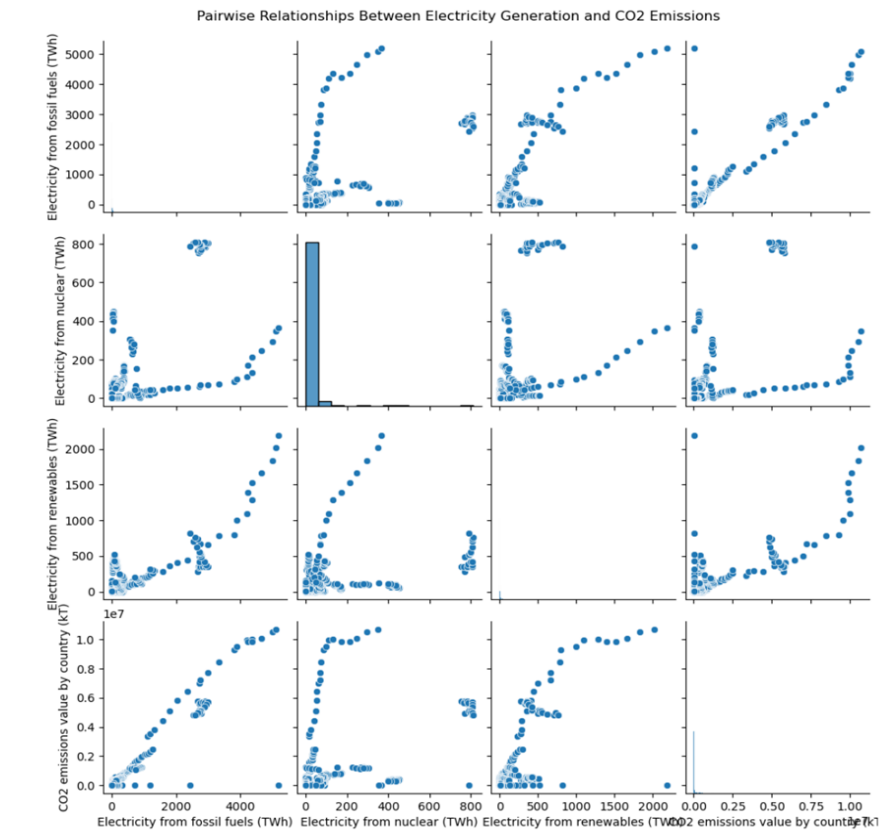 Pairwise Relationships Between Electricity Generation and CO2 Emissions
Electricity from fossil fuels (TWh)
5000
4000
3000
2000
1000
0
Electricity from nuclear (TWh)
800
600
400
200
0
Electricity from renewables (TWh)
2000
1500
1000
500
0
1e7
CO2 emissions value by country (kT)
1.0
0.8
0.6
0.4
0.2
0.0
0 2000 4000
0 200 400 600 800
0 500 1000 1500 2000
0.00 0.25 0.50 0.75 1.00
Electricity from fossil fuels (TWh)
Electricity from nuclear (TWh)
Electricity from renewables (TWh)
CO2 emissions value by country